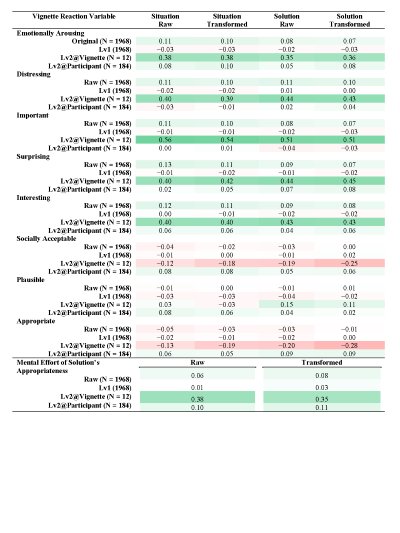 Vignette Reaction Variable Situation Raw Situation Transformed Solution Raw Solution Transformed
Emotionally Arousing
Original (N = 1968) 0.11 0.10 0.08 0.07
Lv1 (1968) −0.03 −0.03 −0.02 −0.03
Lv2@Vignette (N = 12) 0.38 0.38 0.35 0.36
Lv2@Participant (N = 184) 0.08 0.10 0.05 0.08
Distressing
Raw (N = 1968) 0.11 0.10 0.11 0.10
Lv1 (N = 1968) −0.02 −0.02 0.01 0.00
Lv2@Vignette (N = 12) 0.40 0.39 0.44 0.43
Lv2@Participant (N = 184) −0.03 −0.01 0.02 0.04
Important
Raw (N = 1968) 0.11 0.10 0.08 0.07
Lv1 (N = 1968) −0.01 −0.01 −0.02 −0.03
Lv2@Vignette (N = 12) 0.56 0.54 0.51 0.51
Lv2@Participant (N = 184) 0.00 0.01 −0.04 −0.03
Surprising
Raw (N = 1968) 0.13 0.11 0.09 0.07
Lv1 (N = 1968) −0.01 −0.02 −0.01 −0.02
Lv2@Vignette (N = 12) 0.40 0.42 0.44 0.45
Lv2@Participant (N = 184) 0.02 0.05 0.07 0.08
Interesting
Raw (N = 1968) 0.12 0.11 0.09 0.08
Lv1 (N = 1968) 0.00 −0.01 −0.02 −0.02
Lv2@Vignette (N = 12) 0.40 0.40 0.43 0.43
Lv2@Participant (N = 184) 0.06 0.06 0.04 0.06
Socially Acceptable
Raw (N = 1968) −0.04 −0.02 −0.03 0.00
Lv1 (N = 1968) −0.01 0.00 −0.01 0.02
Lv2@Vignette (N = 12) −0.12 −0.18 −0.19 −0.25
Lv2@Participant (N = 184) 0.08 0.08 0.05 0.06
Plausible
Raw (N = 1968) −0.01 0.00 −0.01 0.01
Lv1 (N = 1968) −0.03 −0.03 −0.04 −0.02
Lv2@Vignette (N = 12) 0.03 −0.03 0.15 0.11
Lv2@Participant (N = 184) 0.08 0.06 0.04 0.02
Appropriate
Raw (N = 1968) −0.05 −0.03 −0.03 −0.01
Lv1 (N = 1968) −0.02 −0.01 −0.02 0.00
Lv2@Vignette (N = 12) −0.13 −0.19 −0.20 −0.28
Lv2@Participant (N = 184) 0.06 0.05 0.09 0.09
Mental Effort of Solution's Raw Transformed
Appropriateness
Raw (N = 1968) 0.06 0.08
Lv1 (N = 1968) 0.01 0.03
Lv2@Vignette (N = 12) 0.38 0.35
Lv2@Participant (N = 184) 0.10 0.11